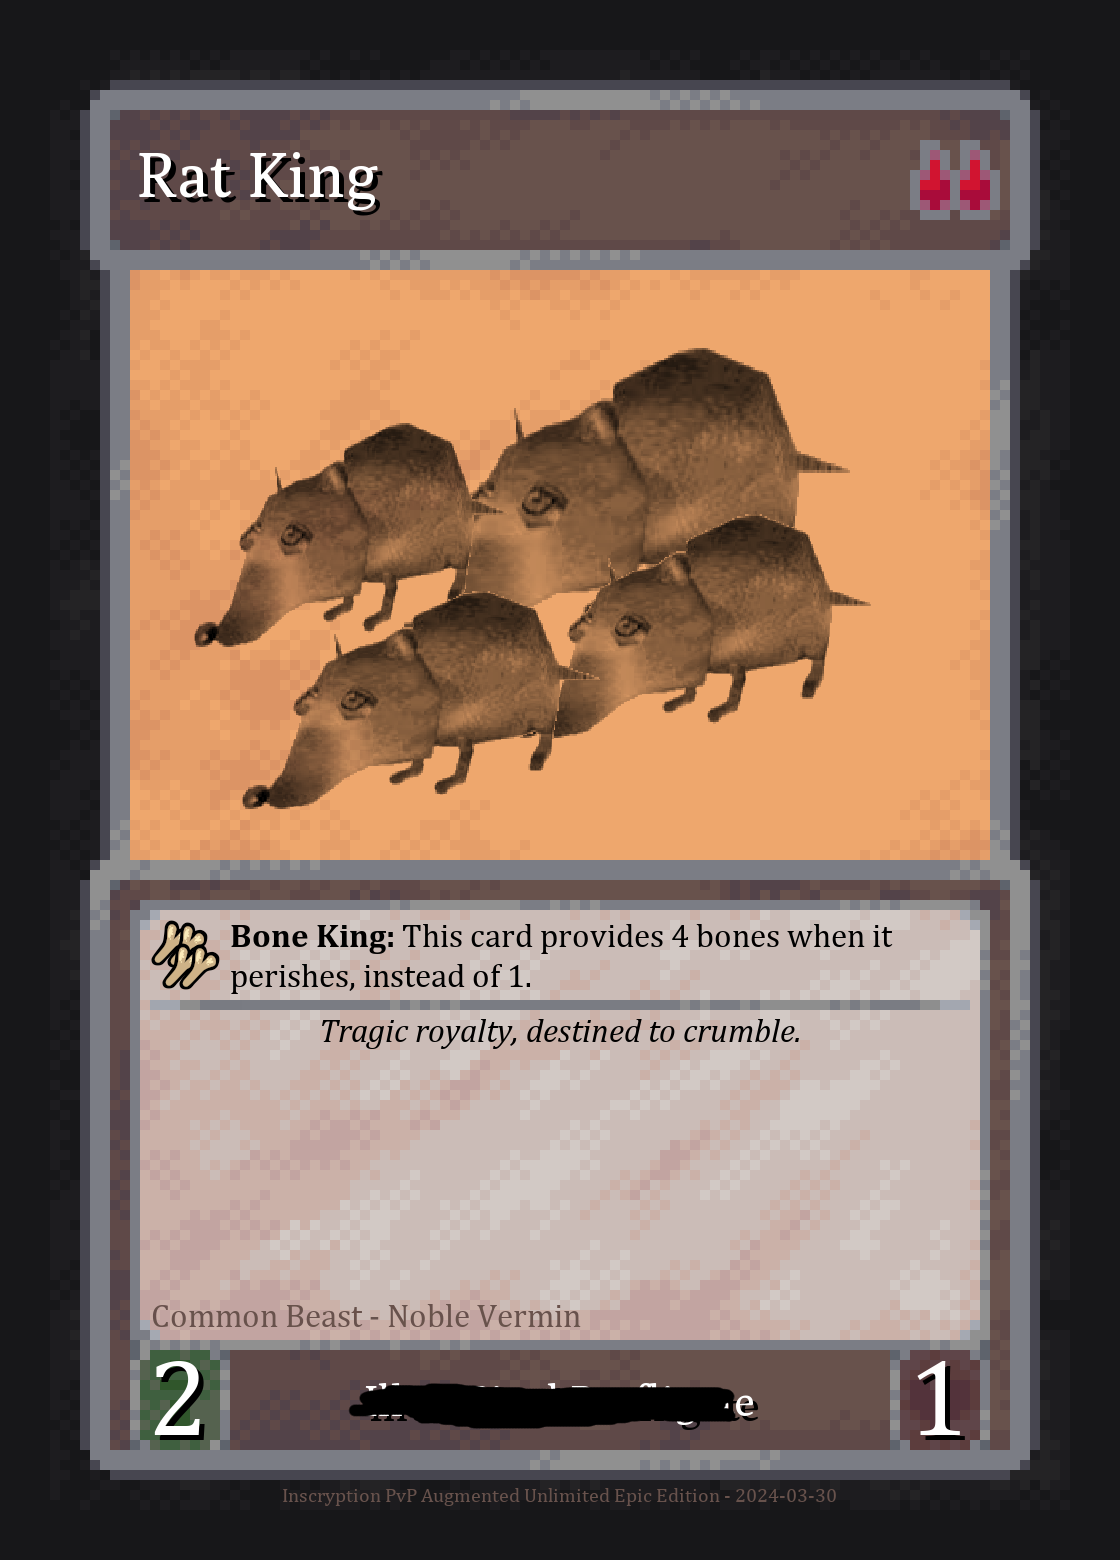 Rat King
Bone King: This card provides 4 bones when it
perishes, instead of 1.
Tragic royalty, destined to crumble.
Common Beast - Noble Vermin
2
1
Inscryption PvP Augmented Unlimited Epic Edition - 2024-03-30